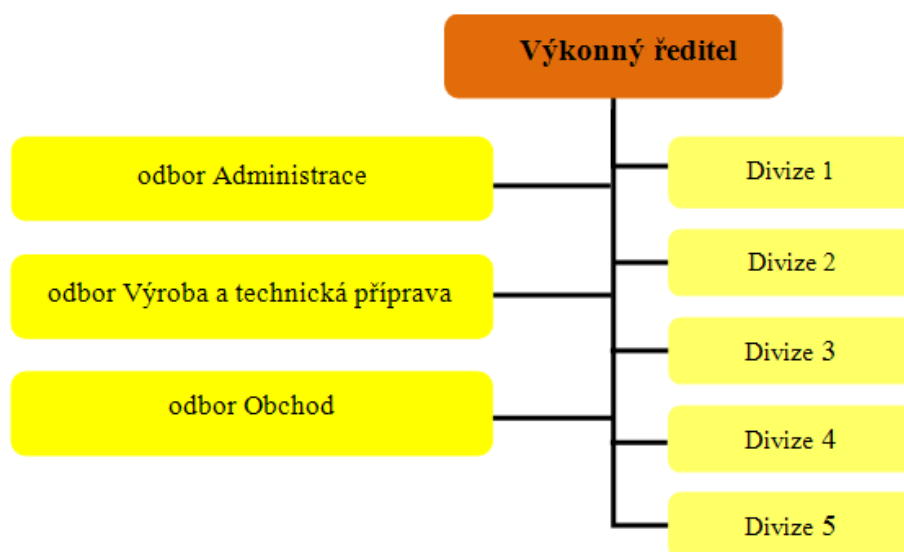 Výkonný ředitel
odbor Administrace
odbor Výroba a technická příprava
odbor Obchod
Divize 1
Divize 2
Divize 3
Divize 4
Divize 5